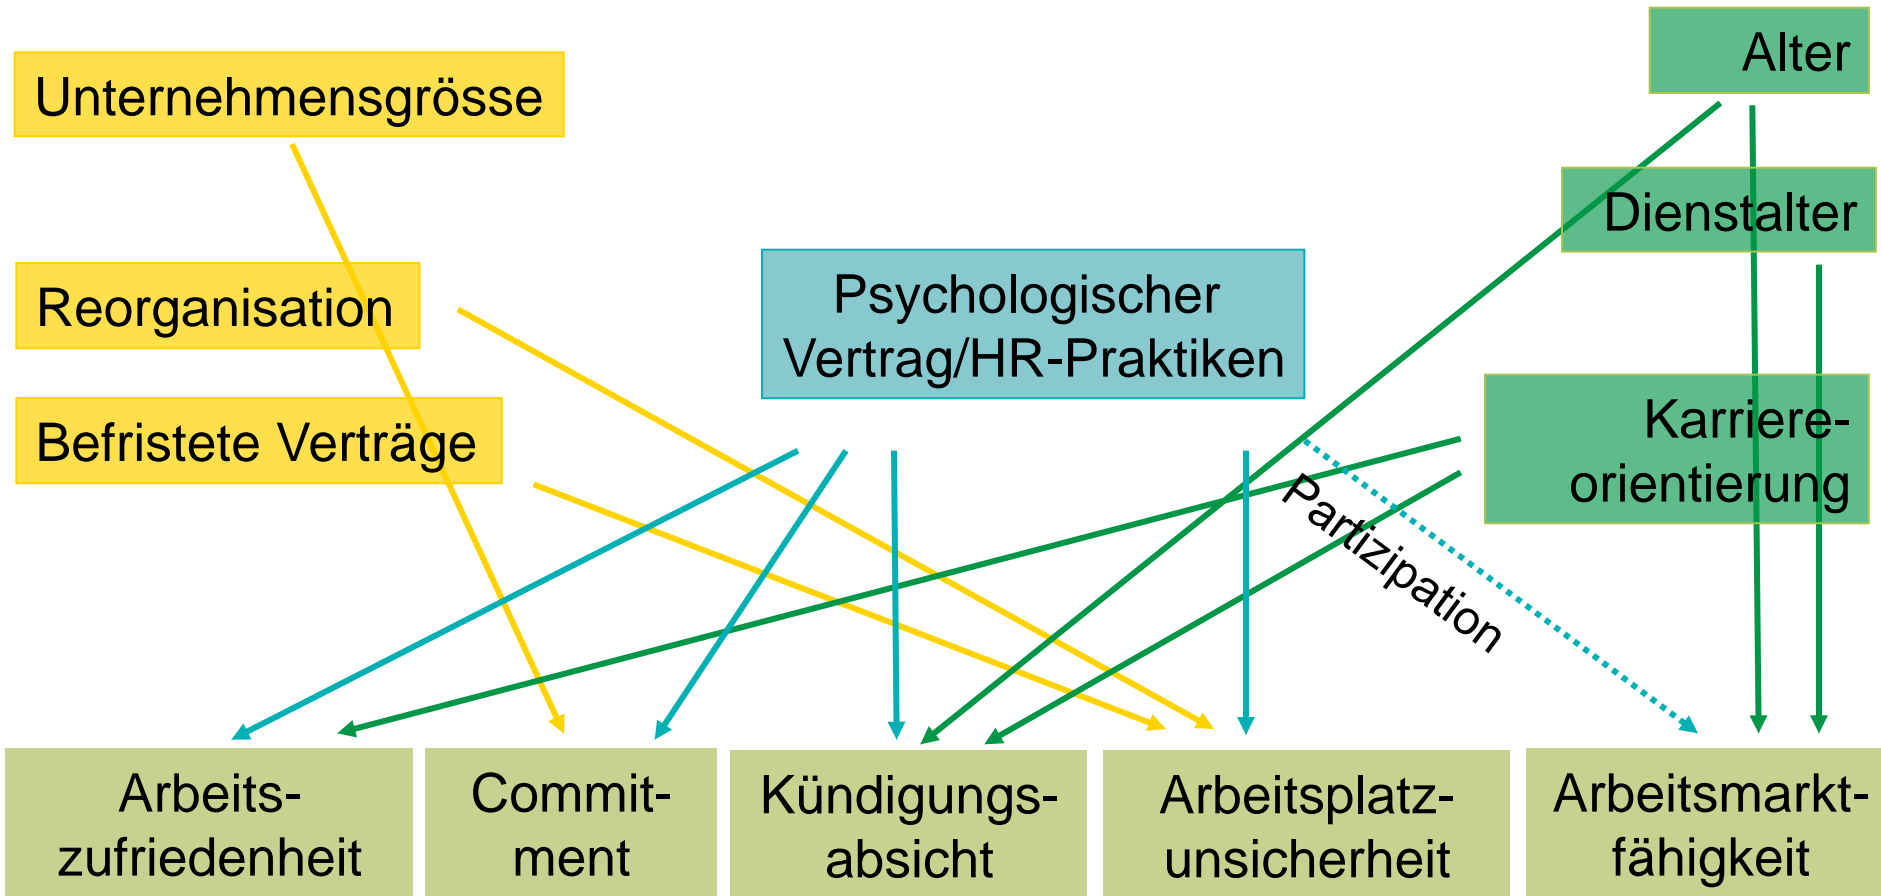 Unternehmensgrösse
Reorganisation
Befristete Verträge
Psychologischer
Vertrag/HR-Praktiken
Alter
Dienstalter
Karriere-
orientierung
Partizipation
Arbeits-
zufriedenheit
Commit-
ment
Kündigungs-
absicht
Arbeitsplatz-
unsicherheit
Arbeitsmarkt-
fähigkeit